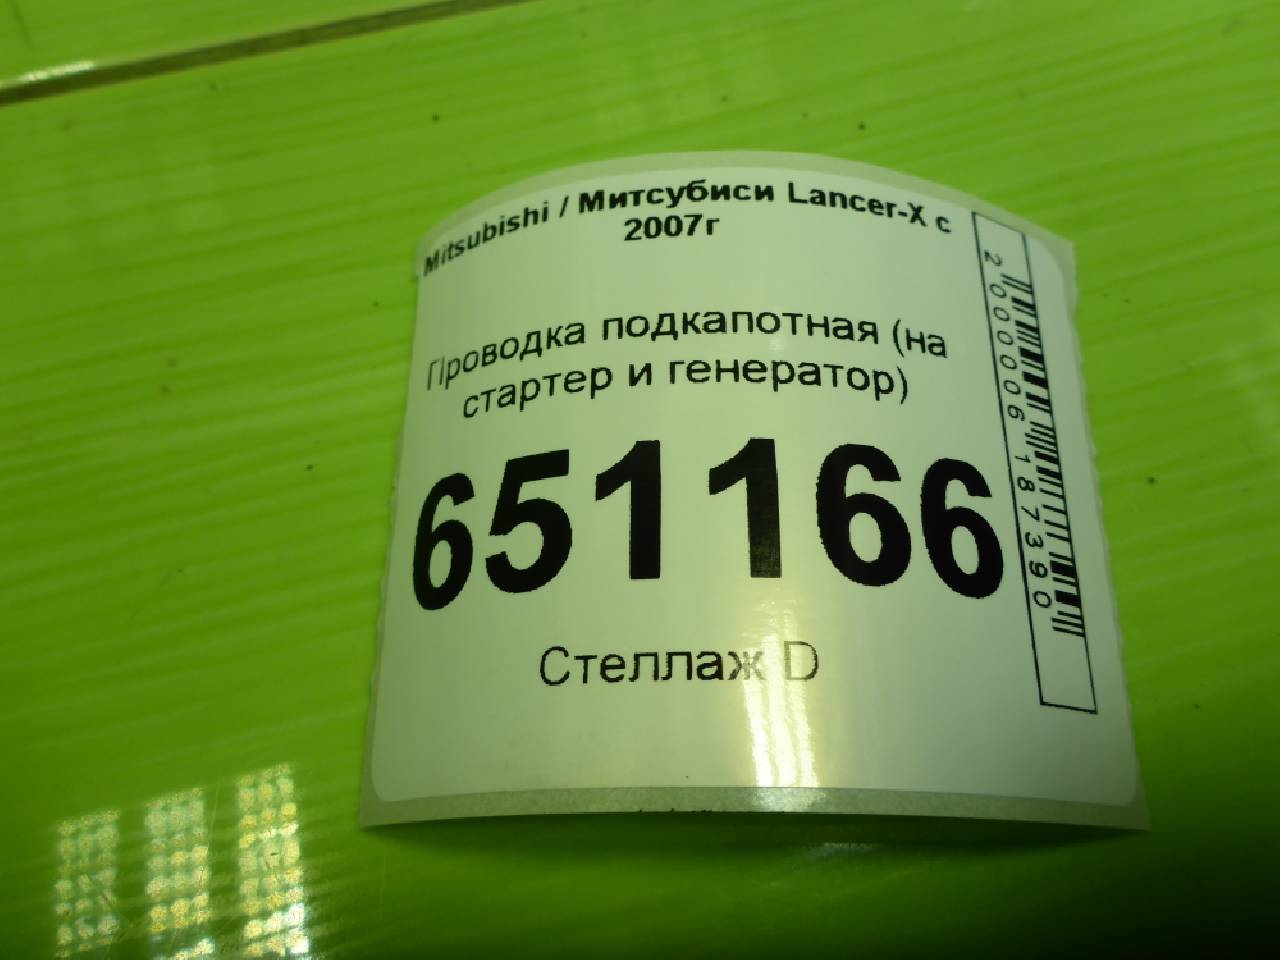 Mitsubishi / Митсубиси Lancer-X с
2007г
Проводка подкапотная (на
стартер и генератор)
651166
Стеллаж D
2000006187390